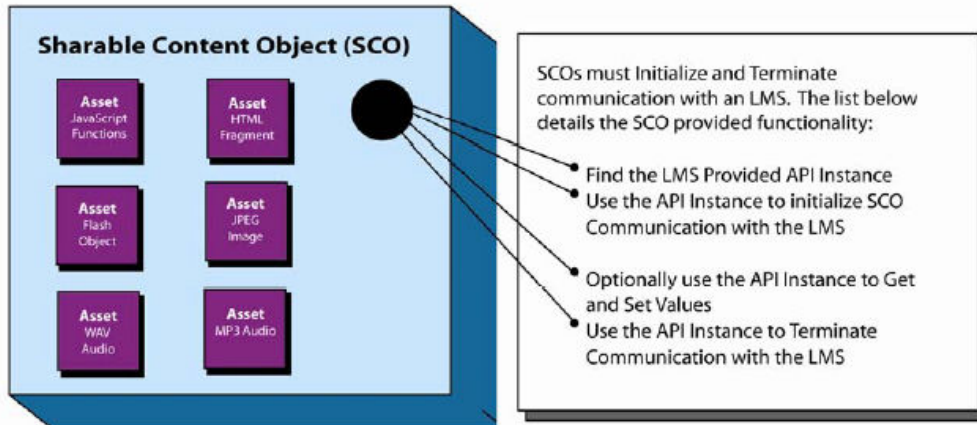 Sharable Content Object (SCO)
Asset
JavaScript
Functions
Asset
HTML
Fragment
Asset
Flash
Object
Asset
JPEG
Image
Asset
WAV
Audio
Asset
MP3 Audio
SCOs must Initialize and Terminate
communication with an LMS. The list below
details the SCO provided functionality:
Find the LMS Provided API Instance
Use the API Instance to initialize SCO
Communication with the LMS
Optionally use the API Instance to Get
and Set Values
Use the API Instance to Terminate
Communication with the LMS